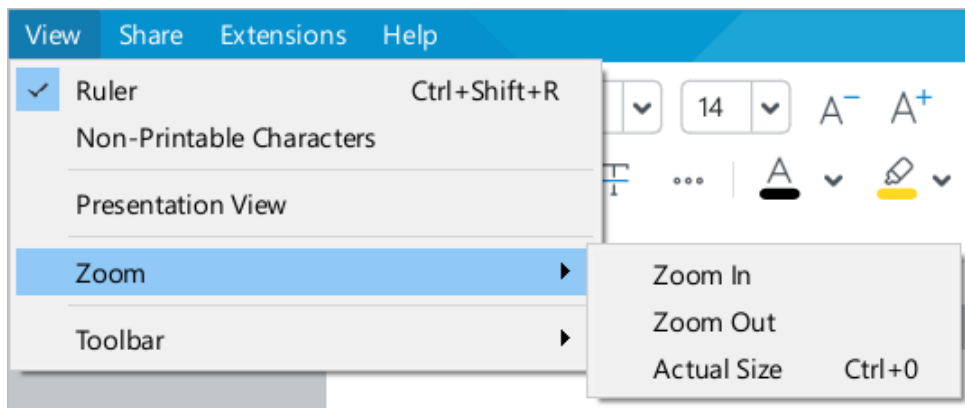 View Share Extensions Help
Ruler Ctrl+Shift+R
14 A A
Non-Printable Characters
T A
Presentation View
Zoom
Zoom In
Zoom Out
Toolbar
Actual Size Ctrl+0